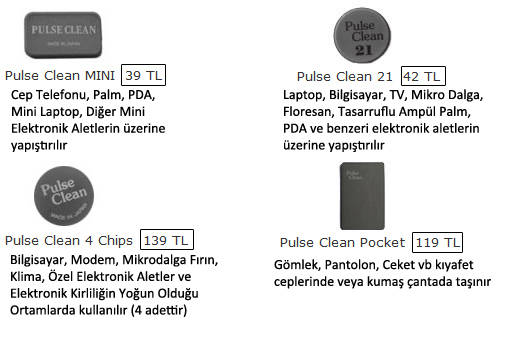 PULSE CLEAN
MADE IN JAPAN
Pulse Clean MINI 39 TL
Cep Telefonu, Palm, PDA,
Mini Laptop, Diğer Mini
Elektronik Aletlerin üzerine
yapıştırılır
Pulse
Clean
21
Pulse Clean 21 42 TL
Laptop, Bilgisayar, TV, Mikro Dalga,
Floresan, Tasarruflu Ampül Palm,
PDA ve benzeri elektronik aletlerin
üzerine yapıştırılır
Pulse
Clean
MADE IN JAPAN
Pulse Clean 4 Chips 139 TL
Bilgisayar, Modem, Mikrodalga Fırın,
Klima, Özel Elektronik Aletler ve
Elektronik Kirliliğin Yoğun Olduğu
Ortamlarda kullanılır (4 adettir)
Pulse
Clean
Pulse Clean Pocket 119 TL
Gömlek, Pantolon, Ceket vb kıyafet
ceplerinde veya kumaş çantada taşınır